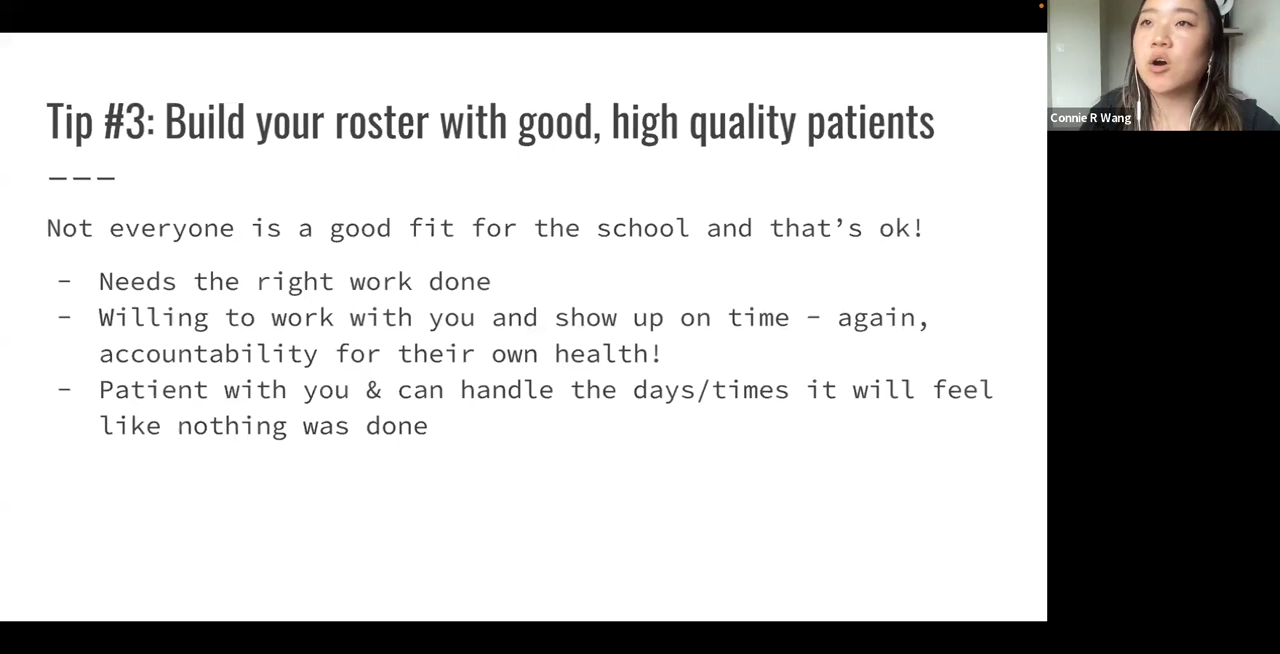 Tip #3: Build your roster with good, high quality patients
Not everyone is a good fit for the school and that’s ok!
- Needs the right work done
- Willing to work with you and show up on time - again,
accountability for their own health!
- Patient with you & can handle the days/times it will feel
like nothing was done
Connie R Wang